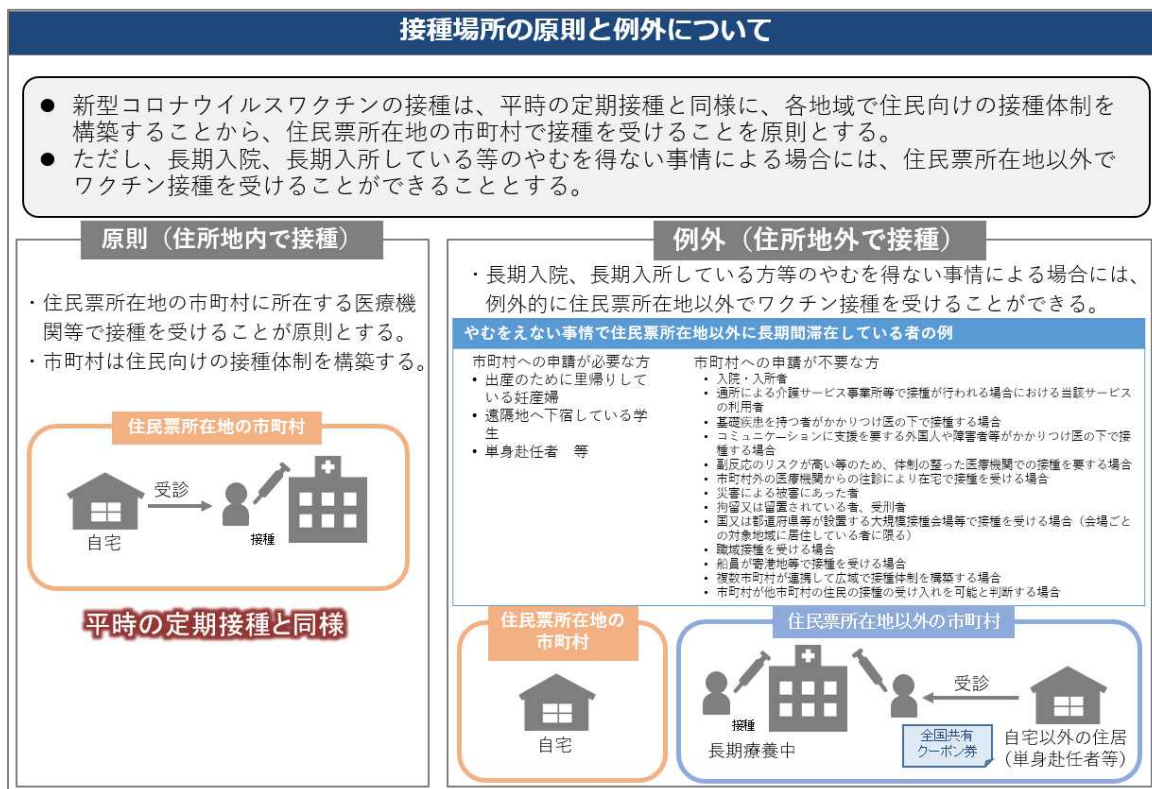 接種場所の原則と例外について
● 新型コロナウイルスワクチンの接種は、平時の定期接種と同様に、各地域で住民向けの接種体制を
構築することから、住民票所在地の市町村で接種を受けることを原則とする。
● ただし、長期入院、長期入所している等のやむを得ない事情による場合には、住民票所在地以外で
ワクチン接種を受けることができることとする。
原則（住所地内で接種）
・住民票所在地の市町村に所在する医療機
関等で接種を受けることが原則とする。
・市町村は住民向けの接種体制を構築する。
住民票所在地の市町村
受診
自宅
接種
平時の定期接種と同様
例外（住所地外で接種）
・長期入院、長期入所している方等のやむを得ない事情による場合には、
例外的に住民票所在地以外でワクチン接種を受けることができる。
やむをえない事情で住民票所在地以外に長期間滞在している者の例
市町村への申請が必要な方
• 出産のために里帰りして
いる妊産婦
• 遠隔地へ下宿している学
生
• 単身赴任者　等
市町村への申請が不要な方
• 入院・入所者
• 通所による介護サービス事業所等で接種が行われる場合における当該サービス
の利用者
• 基礎疾患を持つ者がかかりつけ医の下で接種する場合
• コミュニケーションに支援を要する外国人や障害者等がかかりつけ医の下で接
種する場合
• 副反応のリスクが高い等のため、体制の整った医療機関での接種を要する場合
• 市町村外の医療機関からの往診により在宅で接種を受ける場合
• 災害による被害にあった者
• 拘留又は留置されている者、受刑者
• 国又は都道府県等が設置する大規模接種会場等で接種を受ける場合（会場ごと
の対象地域に居住している者に限る）
• 職域接種を受ける場合
• 船員が寄港地等で接種を受ける場合
• 複数市町村が連携して広域で接種体制を構築する場合
• 市町村が他市町村の住民の接種の受け入れを可能と判断する場合
住民票所在地の
市町村
自宅
住民票所在地以外の市町村
接種
長期療養中
受診
全国共有
クーポン券
自宅以外の住居
(単身赴任者等)